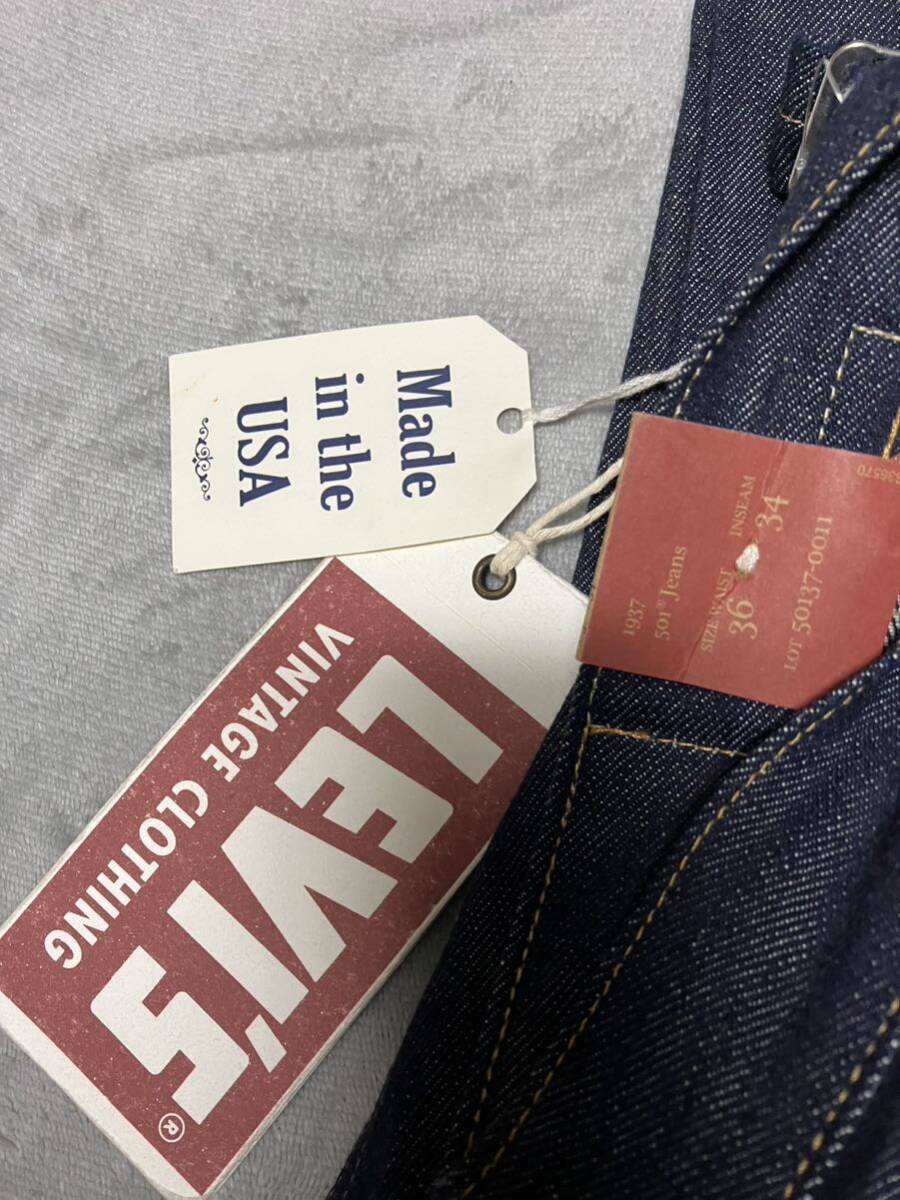 Made
in the
USA
LEVI'S
VINTAGE CLOTHING
®
1937
501® Jeans
SIZE WAIST INSEAM
36 34
LOT 50137-0011